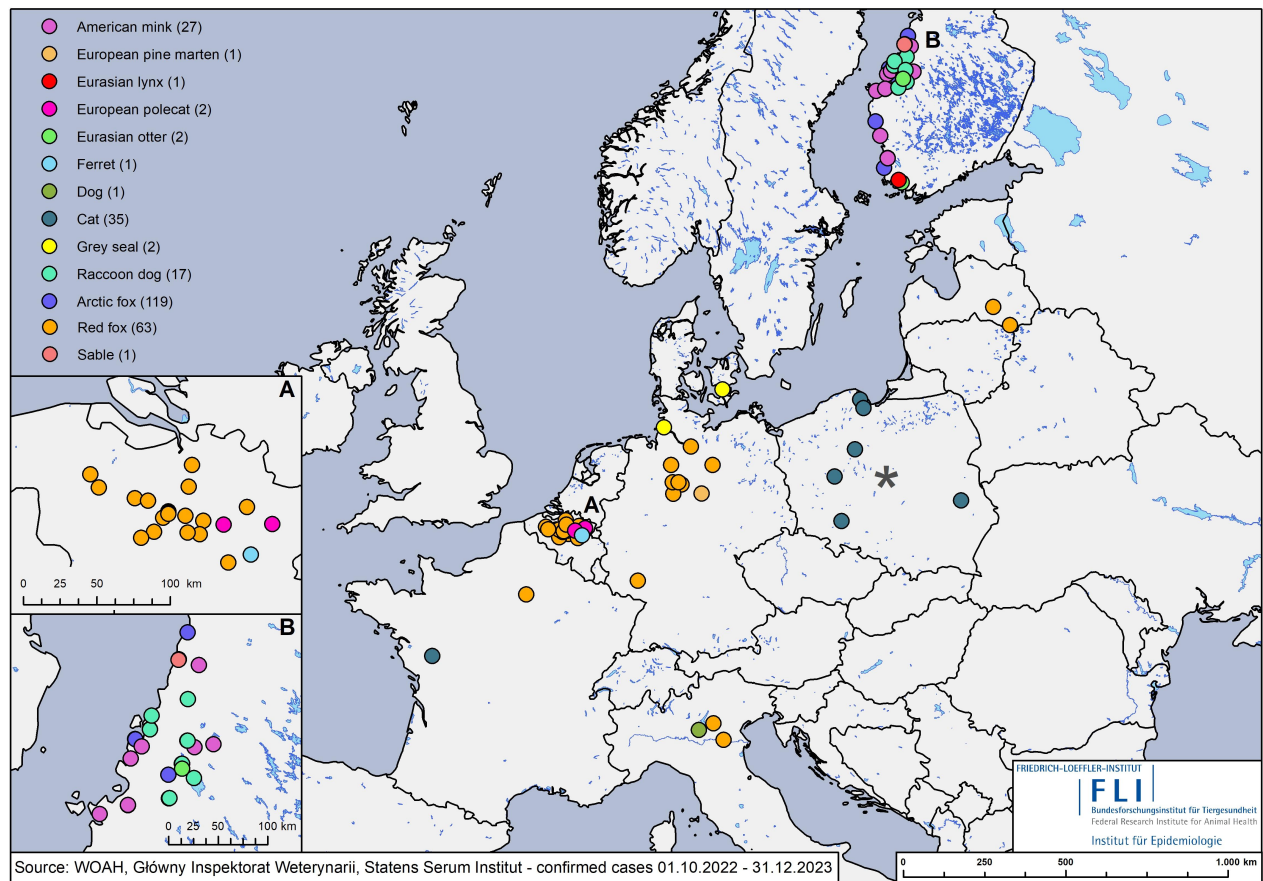 American mink (27)
European pine marten (1)
Eurasian lynx (1)
European polecat (2)
Eurasian otter (2)
Ferret (1)
Dog (1)
Cat (35)
Grey seal (2)
Raccoon dog (17)
Arctic fox (119)
Red fox (63)
Sable (1)
B
A
*
A
0 25 50 100 km
B
0 25 50 100 km
FRIEDRICH-LOEFFLER-INSTITUT
FLI
Bundesforschungsinstitut für Tiergesundheit
Federal Research Institute for Animal Health
Institut für Epidemiologie
Source: WOAH, Główny Inspektorat Weterynarii, Statens Serum Institut - confirmed cases 01.10.2022 - 31.12.2023
0 250 500 1.000 km